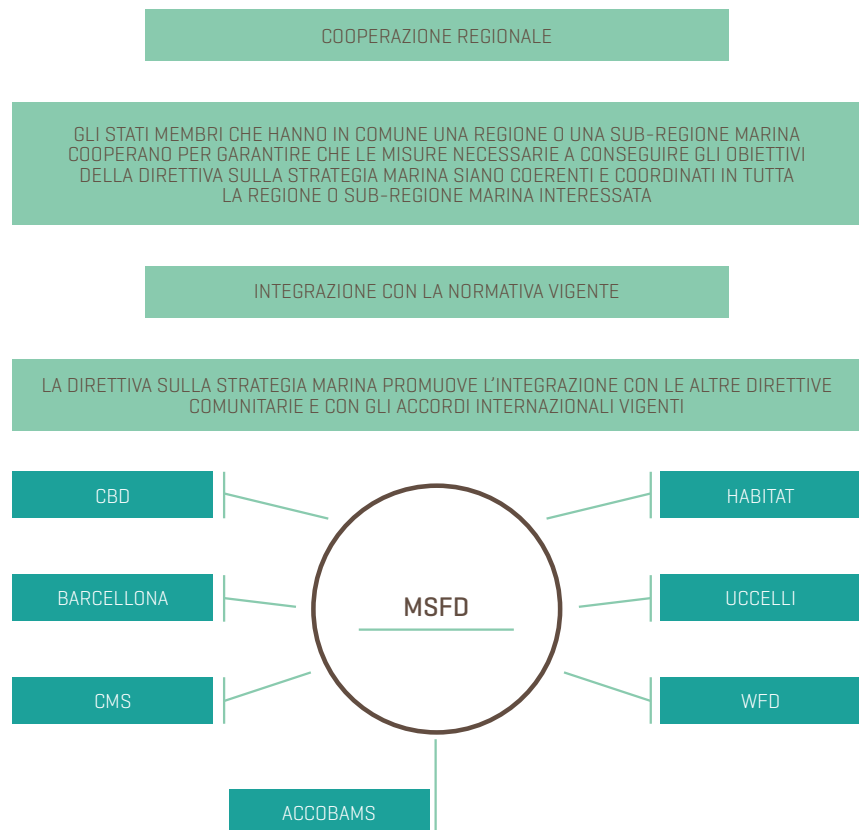 COOPERAZIONE REGIONALE
GLI STATI MEMBRI CHE HANNO IN COMUNE UNA REGIONE O UNA SUB-REGIONE MARINA
COOPERANO PER GARANTIRE CHE LE MISURE NECESSARIE A CONSEGUIRE GLI OBIETTIVI
DELLA DIRETTIVA SULLA STRATEGIA MARINA SIANO COERENTI E COORDINATI IN TUTTA
LA REGIONE O SUB-REGIONE MARINA INTERESSATA
INTEGRAZIONE CON LA NORMATIVA VIGENTE
LA DIRETTIVA SULLA STRATEGIA MARINA PROMUOVE L'INTEGRAZIONE CON LE ALTRE DIRETTIVE
COMUNITARIE E CON GLI ACCORDI INTERNAZIONALI VIGENTI
CBD
HABITAT
BARCELLONA
MSFD
UCCELLI
CMS
WFD
ACCOBAMS